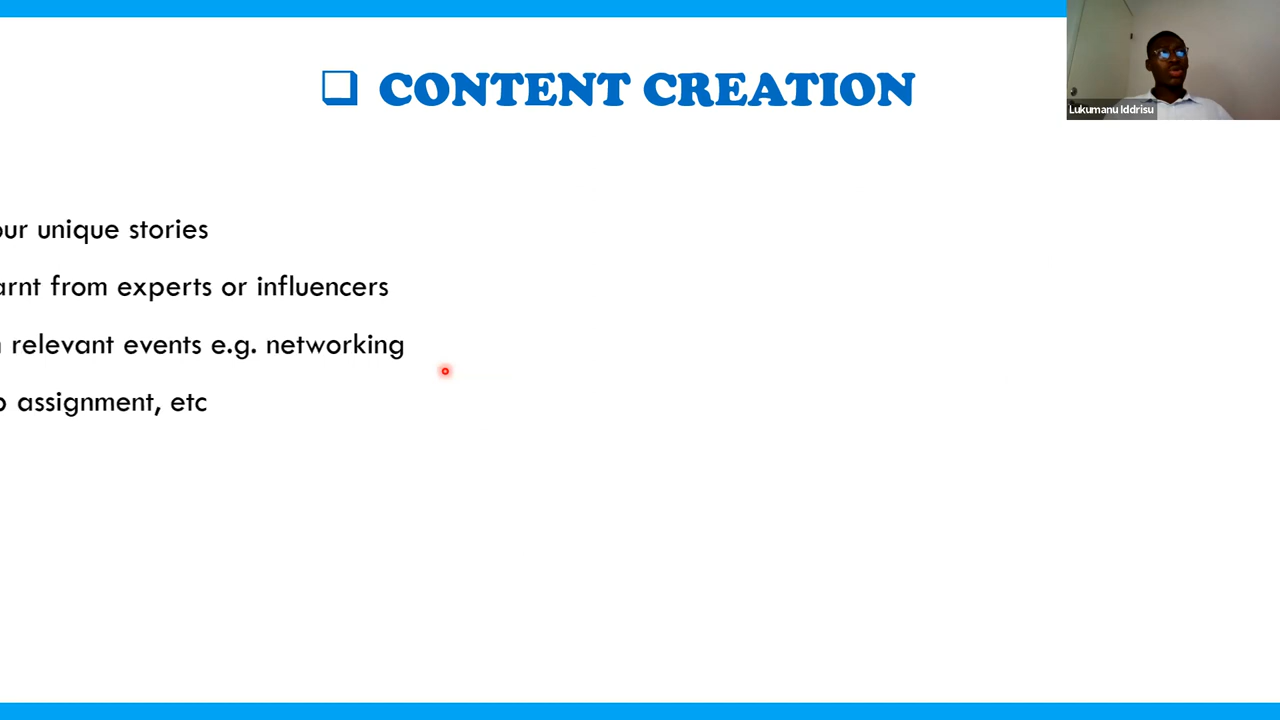 CONTENT CREATION
Lukumanu Iddrisu
our unique stories
arnt from experts or influencers
relevant events e.g. networking
assignment, etc